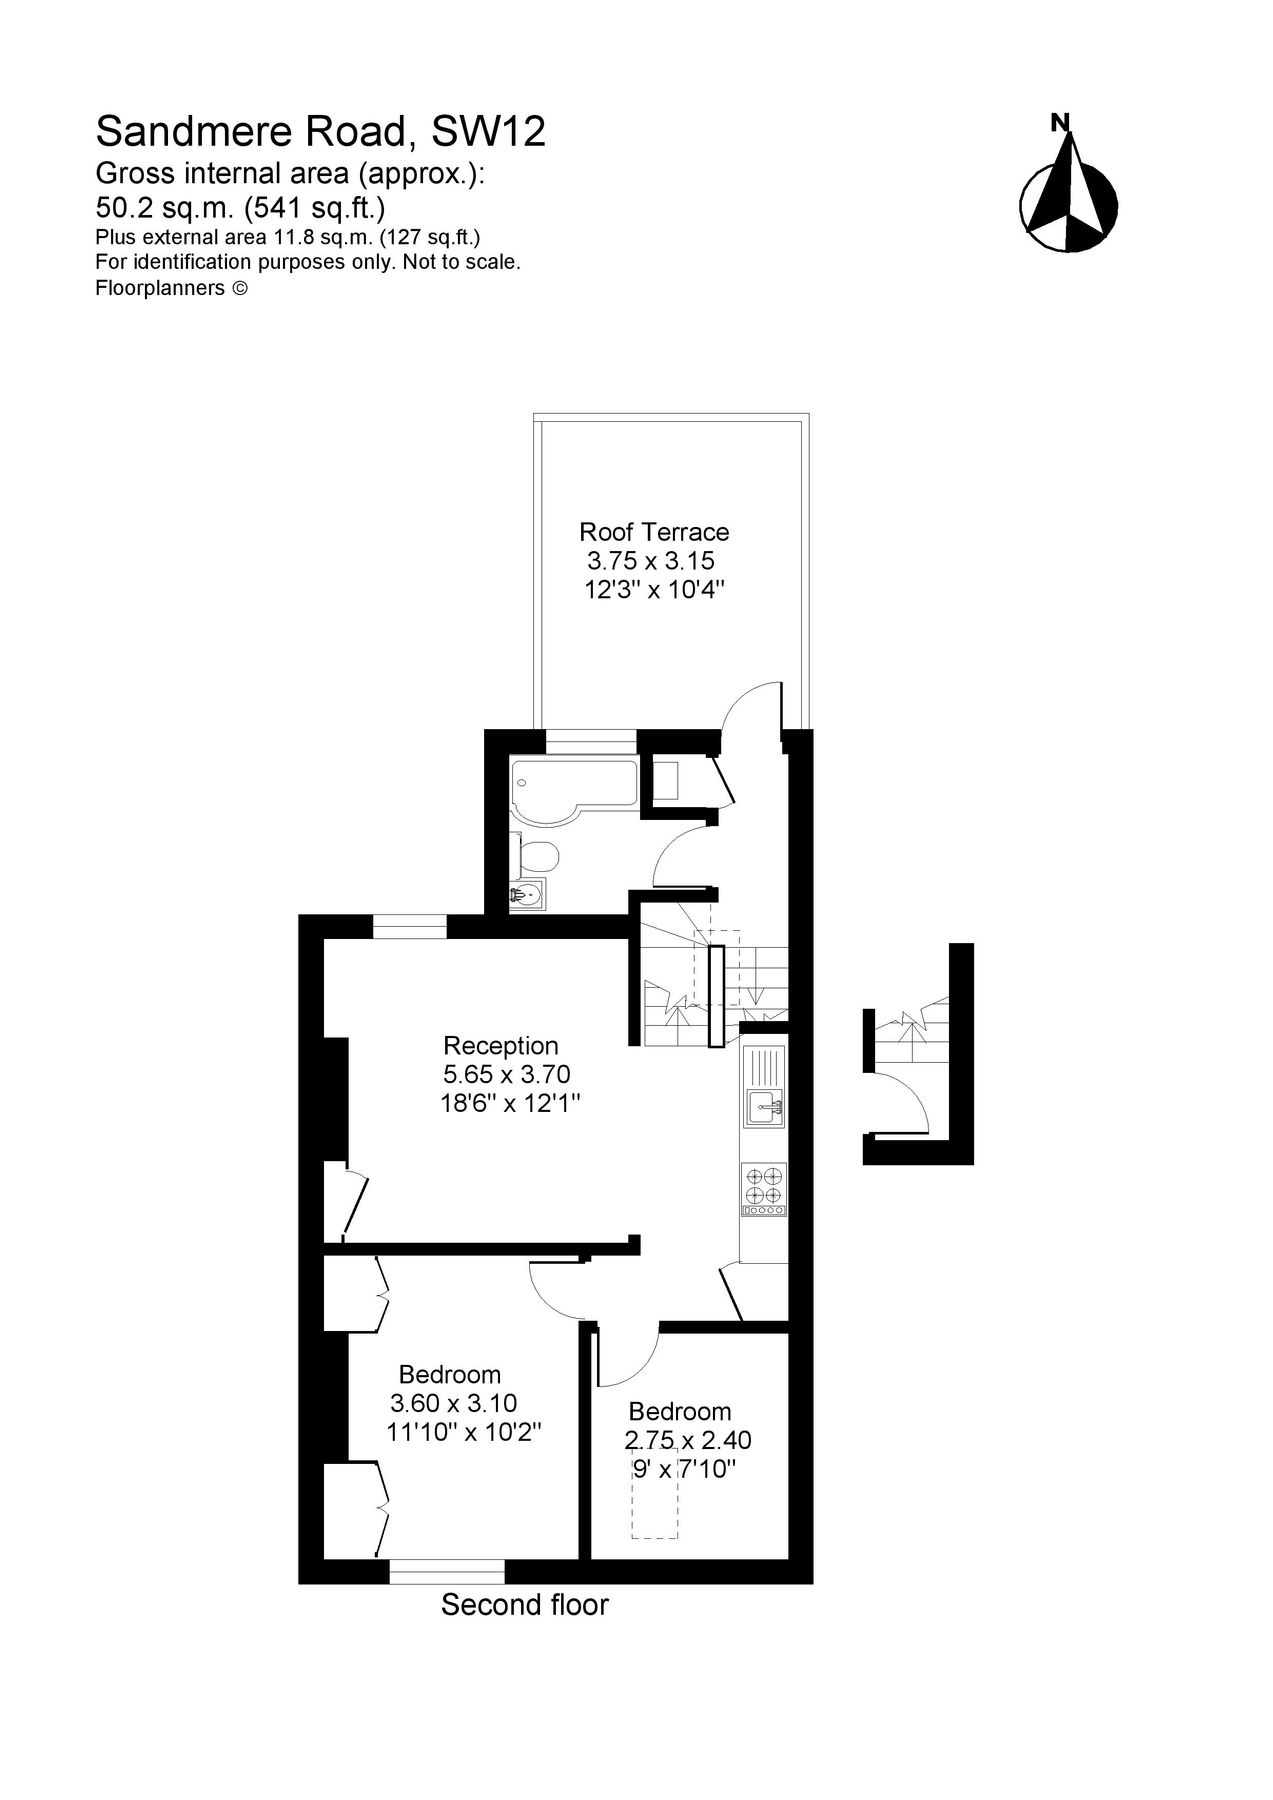 Sandmere Road, SW12
Gross internal area (approx.):
50.2 sq.m. (541 sq.ft.)
Plus external area 11.8 sq.m. (127 sq.ft.)
For identification purposes only. Not to scale.
Floorplanners ©
N
Roof Terrace
3.75 x 3.15
12'3" x 10'4"
Reception
5.65 x 3.70
18'6" x 12'1"
Bedroom
3.60 x 3.10
11'10" x 10'2"
Bedroom
2.75 x 2.40
9' x 7'10"
Second floor